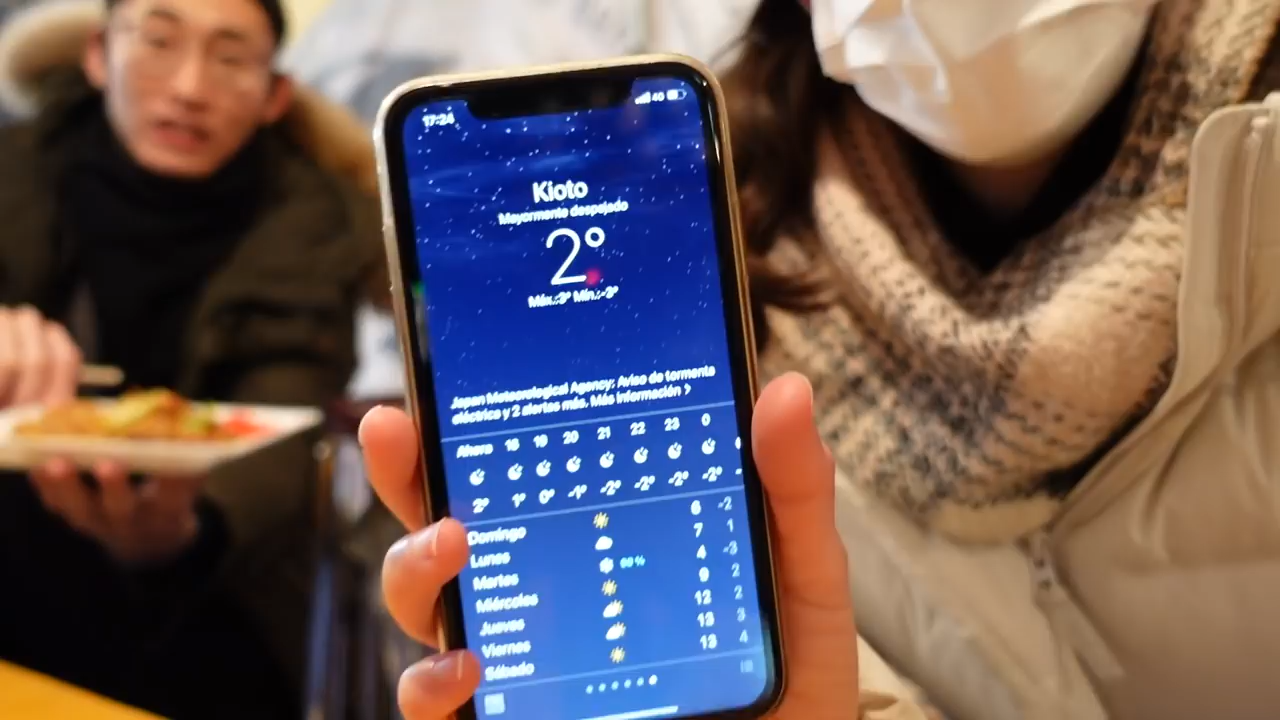 17:24
4G
Kioto
Mayormente despejado
2°
Máx.:3° Mín.:-3°
Japan Meteorological Agency: Aviso de tormenta
eléctrica y 2 alertas más. Más información >
Ahora 18 19 20 21 22 23 0
2° 1° 0° -1° -2° -2° -2° -2°
Domingo 6 -2
Lunes 7 1
Martes 4 -3
Miércoles 9 2
Jueves 12 2
Viernes 13 3
Sábado 13 4